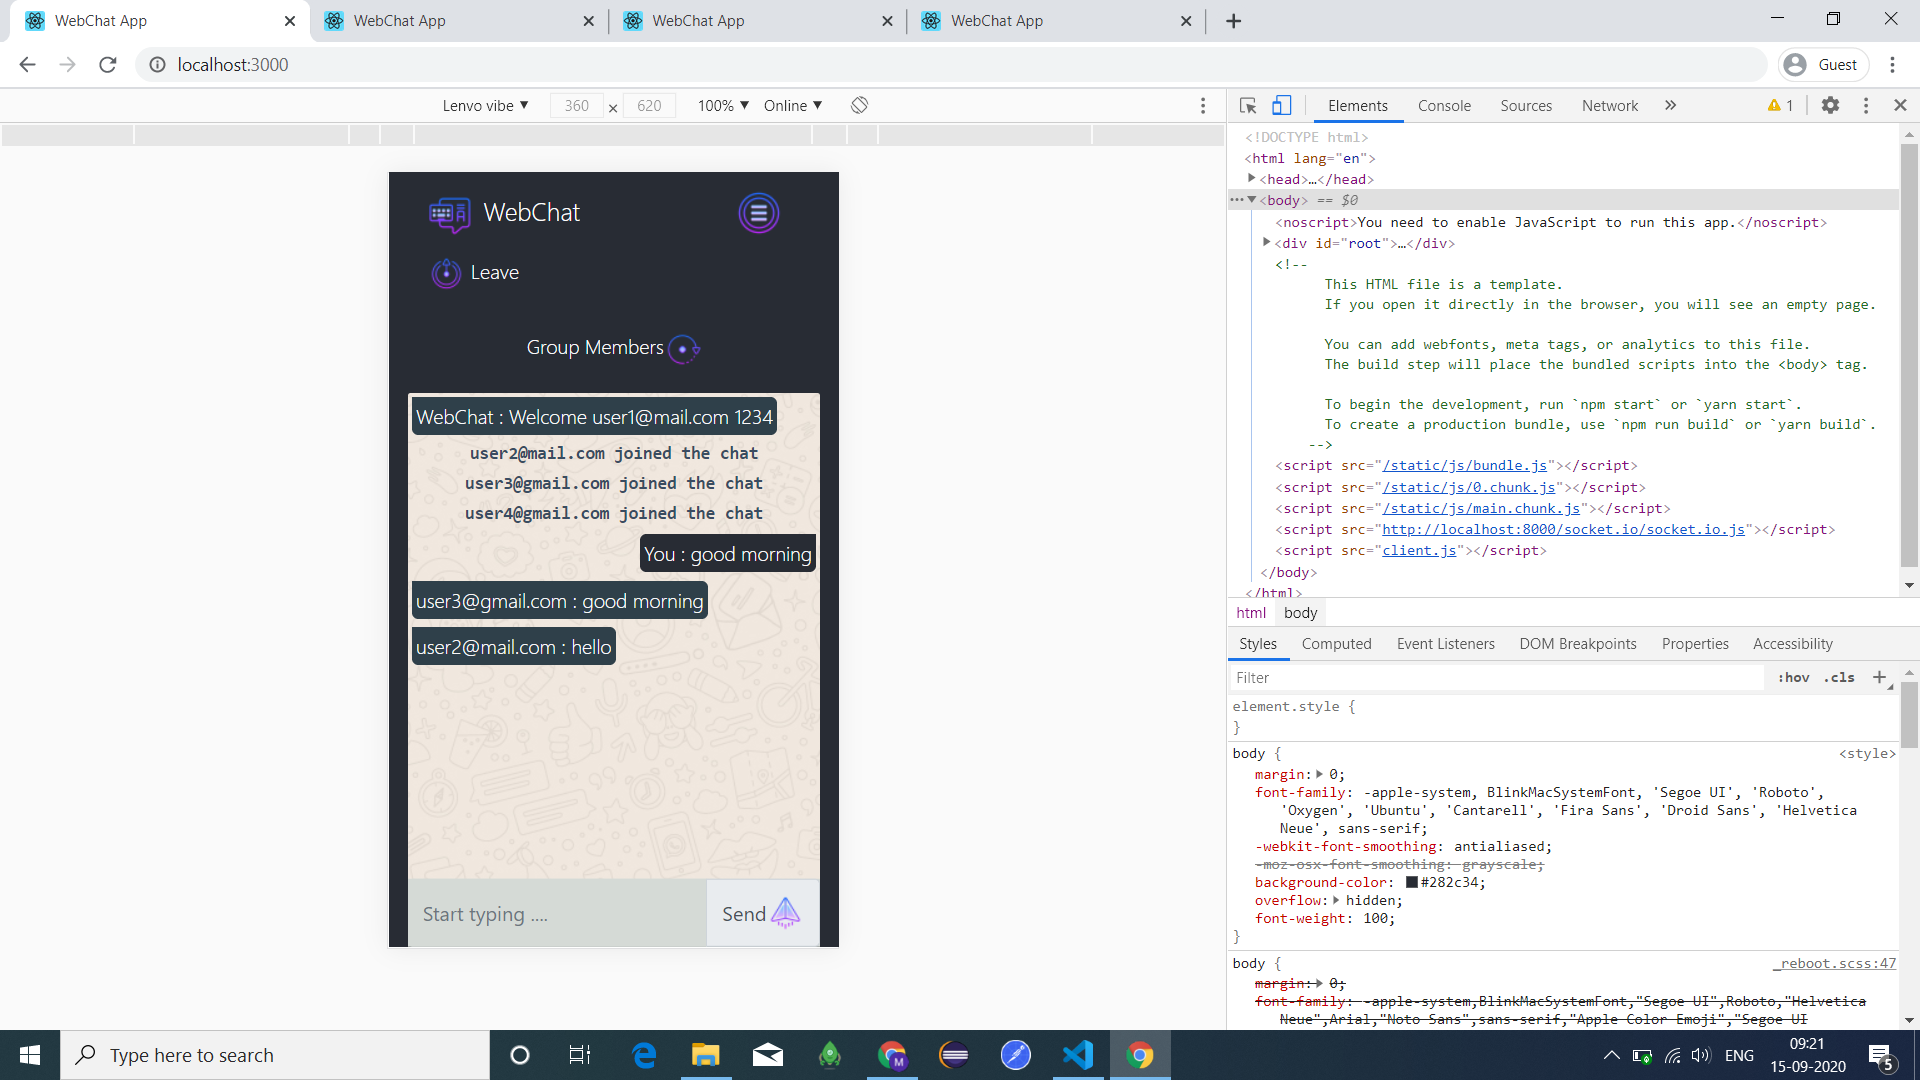 WebChat App
WebChat App
WebChat App
WebChat App
localhost:3000
Guest
Lenvo vibe ▼ 360 × 620 100% ▼ Online ▼
WebChat
Leave
Group Members
WebChat : Welcome user1@mail.com 1234
user2@mail.com joined the chat
user3@gmail.com joined the chat
user4@gmail.com joined the chat
You : good morning
user3@gmail.com : good morning
user2@mail.com : hello
Start typing ....
Send
Elements Console Sources Network » 1
<!DOCTYPE html>
<html lang="en">
<head>…</head>
<body> == $0
<noscript>You need to enable JavaScript to run this app.</noscript>
<div id="root">…</div>
<!--
This HTML file is a template.
If you open it directly in the browser, you will see an empty page.
You can add webfonts, meta tags, or analytics to this file.
The build step will place the bundled scripts into the <body> tag.
To begin the development, run `npm start` or `yarn start`.
To create a production bundle, use `npm run build` or `yarn build`.
-->
<script src="/static/js/bundle.js"></script>
<script src="/static/js/0.chunk.js"></script>
<script src="/static/js/main.chunk.js"></script>
<script src="http://localhost:8000/socket.io/socket.io.js"></script>
<script src="client.js"></script>
</body>
</html>
html body
Styles Computed Event Listeners DOM Breakpoints Properties Accessibility
Filter :hov .cls +
element.style {
}
body { <style>
margin: 0;
font-family: -apple-system, BlinkMacSystemFont, 'Segoe UI', 'Roboto',
'Oxygen', 'Ubuntu', 'Cantarell', 'Fira Sans', 'Droid Sans', 'Helvetica
Neue', sans-serif;
-webkit-font-smoothing: antialiased;
-moz-osx-font-smoothing: grayscale;
background-color: #282c34;
overflow: hidden;
font-weight: 100;
}
body { _reboot.scss:47
margin: 0;
font-family: -apple-system,BlinkMacSystemFont,"Segoe UI",Roboto,"Helvetica
Neue",Arial,"Noto Sans",sans-serif,"Apple Color Emoji","Segoe UI
Type here to search
M
ENG
09:21
15-09-2020
5